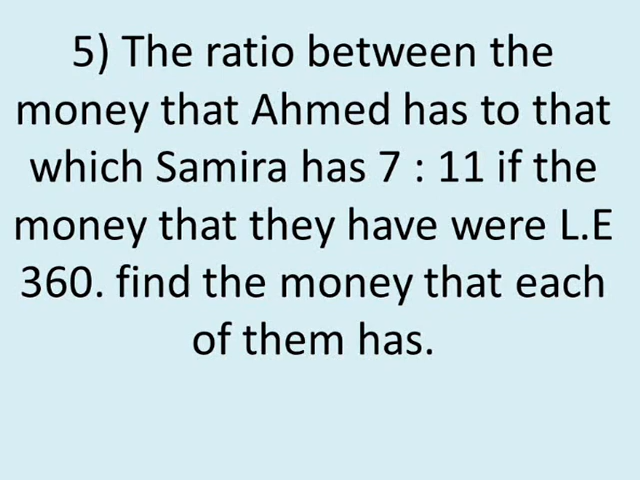 5) The ratio between the
money that Ahmed has to that
which Samira has 7 : 11 if the
money that they have were L.E
360. find the money that each
of them has.